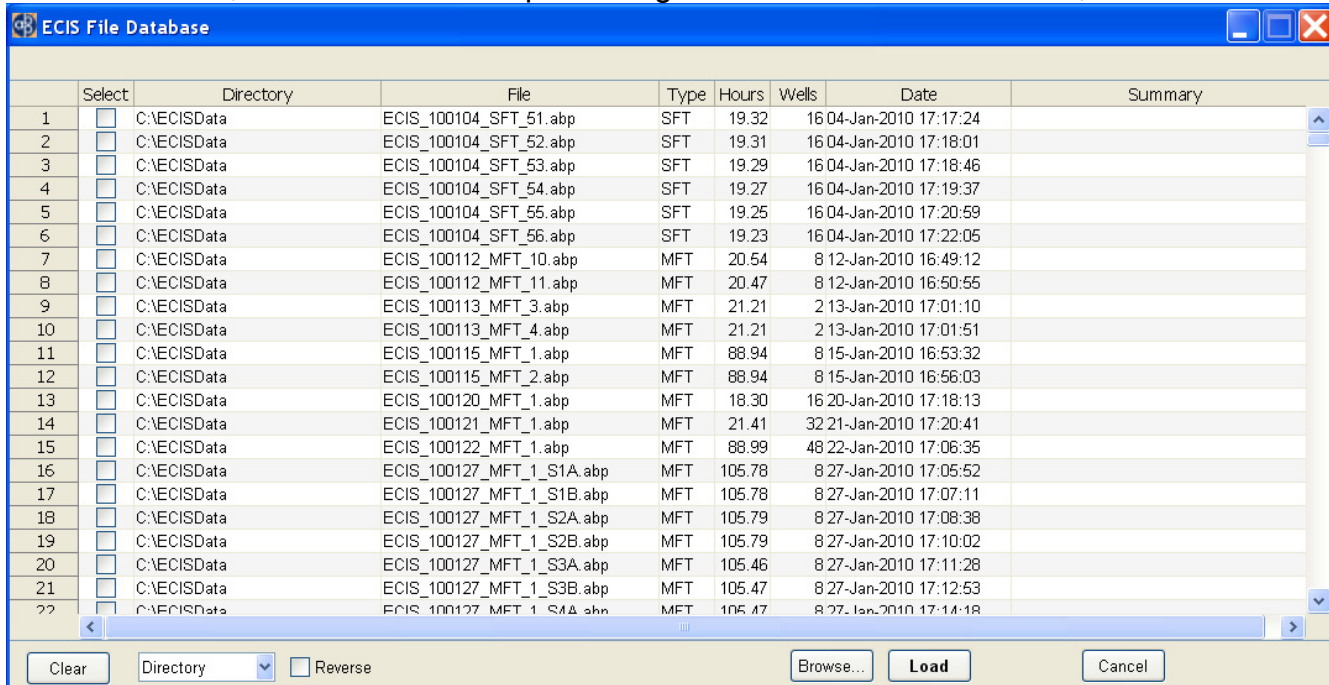 ECIS File Database
Select Directory File Type Hours Wells Date Summary
1 C:\ECISData ECIS_100104_SFT_51.abp SFT 19.32 16 04-Jan-2010 17:17:24
2 C:\ECISData ECIS_100104_SFT_52.abp SFT 19.31 16 04-Jan-2010 17:18:01
3 C:\ECISData ECIS_100104_SFT_53.abp SFT 19.29 16 04-Jan-2010 17:18:46
4 C:\ECISData ECIS_100104_SFT_54.abp SFT 19.27 16 04-Jan-2010 17:19:37
5 C:\ECISData ECIS_100104_SFT_55.abp SFT 19.25 16 04-Jan-2010 17:20:59
6 C:\ECISData ECIS_100104_SFT_56.abp SFT 19.23 16 04-Jan-2010 17:22:05
7 C:\ECISData ECIS_100112_MFT_10.abp MFT 20.54 8 12-Jan-2010 16:49:12
8 C:\ECISData ECIS_100112_MFT_11.abp MFT 20.47 8 12-Jan-2010 16:50:55
9 C:\ECISData ECIS_100113_MFT_3.abp MFT 21.21 2 13-Jan-2010 17:01:10
10 C:\ECISData ECIS_100113_MFT_4.abp MFT 21.21 2 13-Jan-2010 17:01:51
11 C:\ECISData ECIS_100115_MFT_1.abp MFT 88.94 8 15-Jan-2010 16:53:32
12 C:\ECISData ECIS_100115_MFT_2.abp MFT 88.94 8 15-Jan-2010 16:56:03
13 C:\ECISData ECIS_100120_MFT_1.abp MFT 18.30 16 20-Jan-2010 17:18:13
14 C:\ECISData ECIS_100121_MFT_1.abp MFT 21.41 32 21-Jan-2010 17:20:41
15 C:\ECISData ECIS_100122_MFT_1.abp MFT 88.99 48 22-Jan-2010 17:06:35
16 C:\ECISData ECIS_100127_MFT_1_S1A.abp MFT 105.78 8 27-Jan-2010 17:05:52
17 C:\ECISData ECIS_100127_MFT_1_S1B.abp MFT 105.78 8 27-Jan-2010 17:07:11
18 C:\ECISData ECIS_100127_MFT_1_S2A.abp MFT 105.79 8 27-Jan-2010 17:08:38
19 C:\ECISData ECIS_100127_MFT_1_S2B.abp MFT 105.79 8 27-Jan-2010 17:10:02
20 C:\ECISData ECIS_100127_MFT_1_S3A.abp MFT 105.46 8 27-Jan-2010 17:11:28
21 C:\ECISData ECIS_100127_MFT_1_S3B.abp MFT 105.47 8 27-Jan-2010 17:12:53
22 C:\ECISData ECIS_100127_MFT_1_S4A.abp MFT 105.47 8 27-Jan-2010 17:14:18
Clear Directory Reverse Browse... Load Cancel